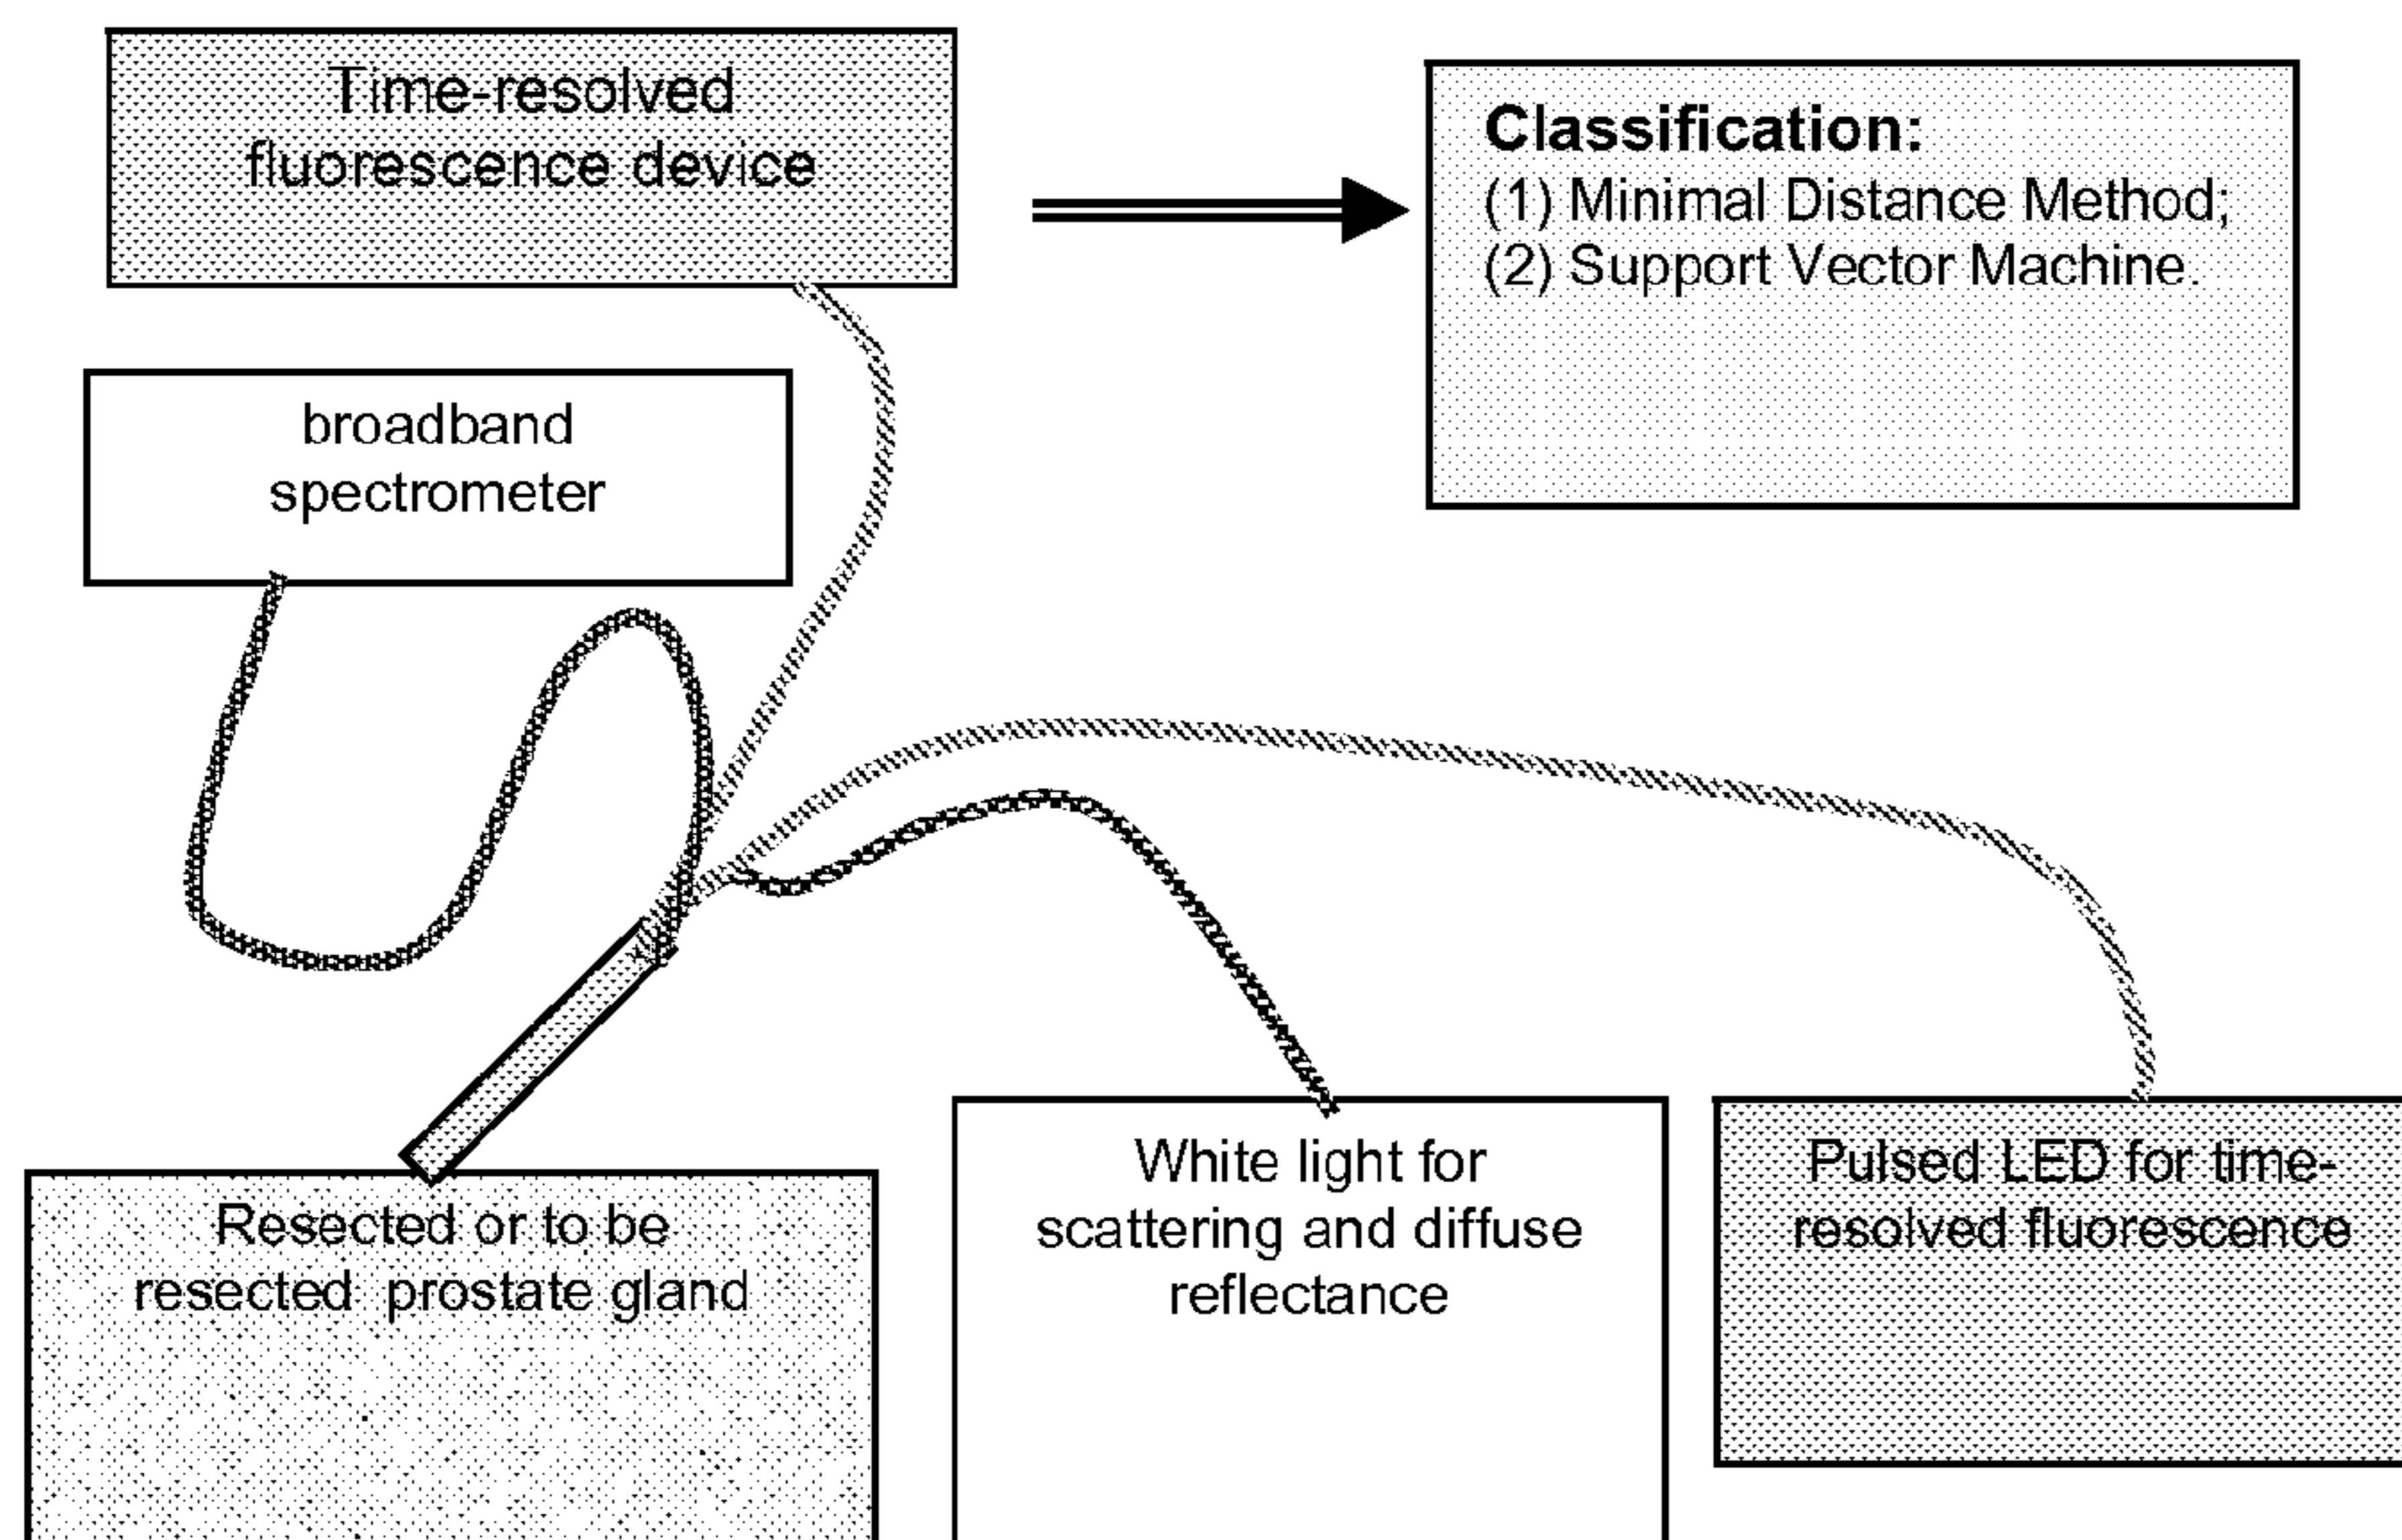 Time-resolved
fluorescence device
Classification:
(1) Minimal Distance Method;
(2) Support Vector Machine.
broadband
spectrometer
Resected or to be
resected prostate gland
White light for
scattering and diffuse
reflectance
Pulsed LED for time-
resolved fluorescence